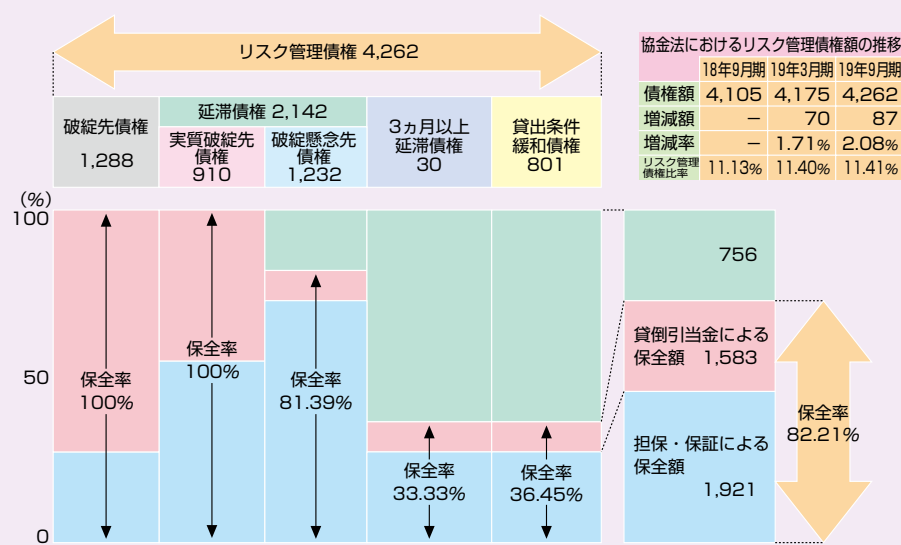 リスク管理債権 4,262
破綻先債権
1,288
延滞債権 2,142
実質破綻先
債権
910
破綻懸念先
債権
1,232
3ヵ月以上
延滞債権
30
貸出条件
緩和債権
801
協金法におけるリスク管理債権額の推移
18年9月期 19年3月期 19年9月期
債権額 4,105 4,175 4,262
増減額 − 70 87
増減率 − 1.71% 2.08%
リスク管理
債権比率 11.13% 11.40% 11.41%
(%)
100
50
0
保全率
100%
保全率
100%
保全率
81.39%
保全率
33.33%
保全率
36.45%
756
貸倒引当金による
保全額 1,583
担保・保証による
保全額
1,921
保全率
82.21%